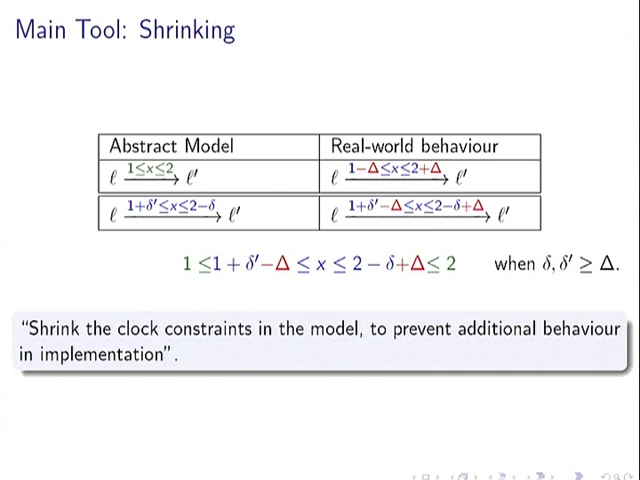 Main Tool: Shrinking
Abstract Model Real-world behaviour
ℓ 1≤x≤2 ℓ′ ℓ 1−Δ≤x≤2+Δ ℓ′
ℓ 1+δ′≤x≤2−δ ℓ′ ℓ 1+δ′−Δ≤x≤2−δ+Δ ℓ′
1 ≤1 + δ′−Δ ≤ x ≤ 2 − δ+Δ≤ 2 when δ, δ′ ≥ Δ.
“Shrink the clock constraints in the model, to prevent additional behaviour
in implementation”.